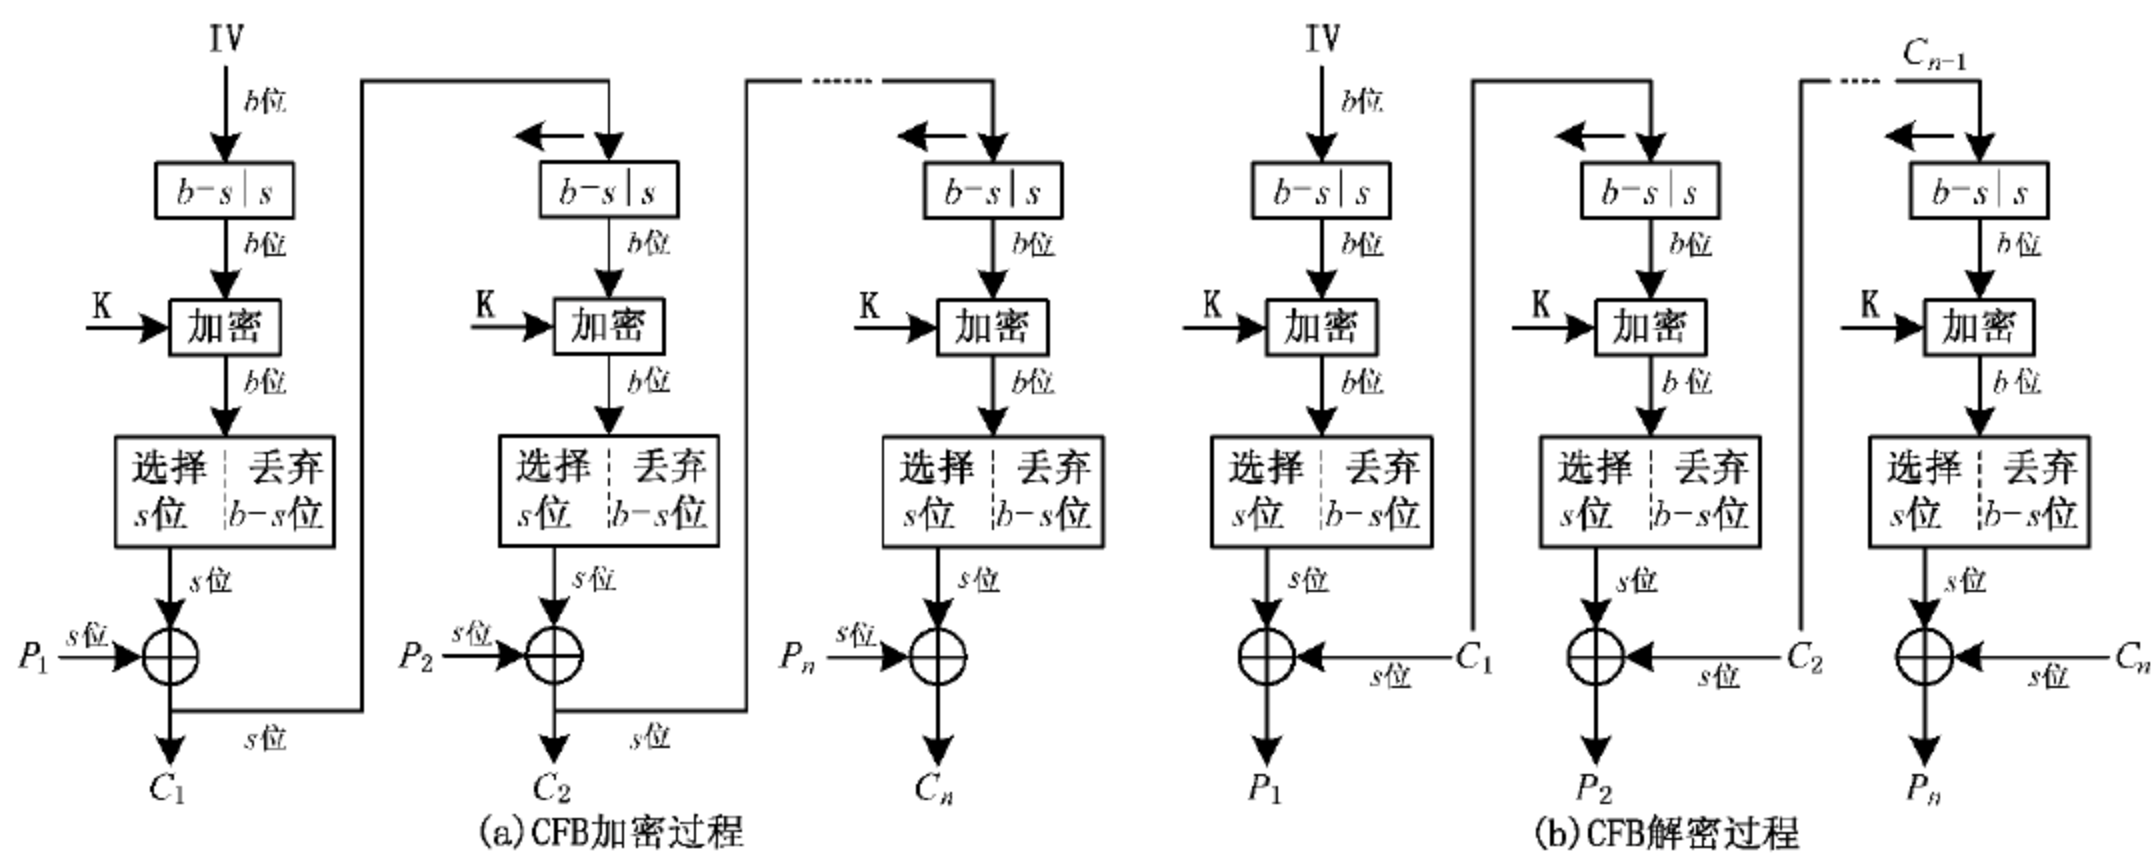 IV
b位
b-s|s
b位
K
加密
b位
选择 丢弃
s位 b-s位
s位
P1
s位
s位
C1
b-s|s
b位
K
加密
b位
选择 丢弃
s位 b-s位
s位
P2
s位
s位
C2
b-s|s
b位
K
加密
b位
选择 丢弃
s位 b-s位
s位
Pn
s位
Cn
(a)CFB加密过程
IV
b位
b-s|s
b位
K
加密
b位
选择 丢弃
s位 b-s位
s位
C1
s位
P1
b-s|s
b位
K
加密
b位
选择 丢弃
s位 b-s位
s位
C2
s位
P2
Cn-1
b-s|s
b位
K
加密
b位
选择 丢弃
s位 b-s位
s位
Cn
s位
Pn
(b)CFB解密过程